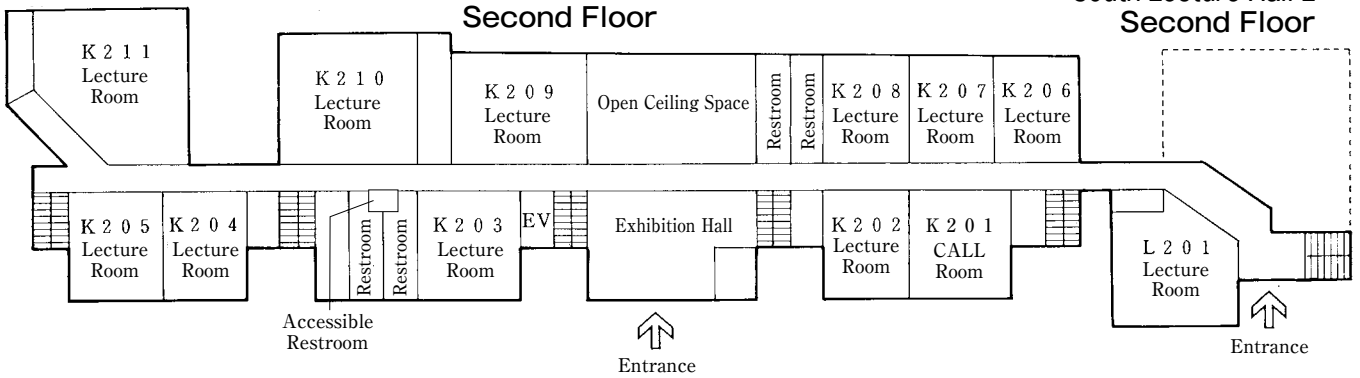 Second Floor
South Lecture Hall L
Second Floor
K211
Lecture
Room
K210
Lecture
Room
K209
Lecture
Room
Open Ceiling Space
Restroom
Restroom
K208
Lecture
Room
K207
Lecture
Room
K206
Lecture
Room
K205
Lecture
Room
K204
Lecture
Room
Restroom
Restroom
K203
Lecture
Room
EV
Exhibition Hall
K202
Lecture
Room
K201
CALL
Room
L201
Lecture
Room
Accessible
Restroom
Entrance
Entrance